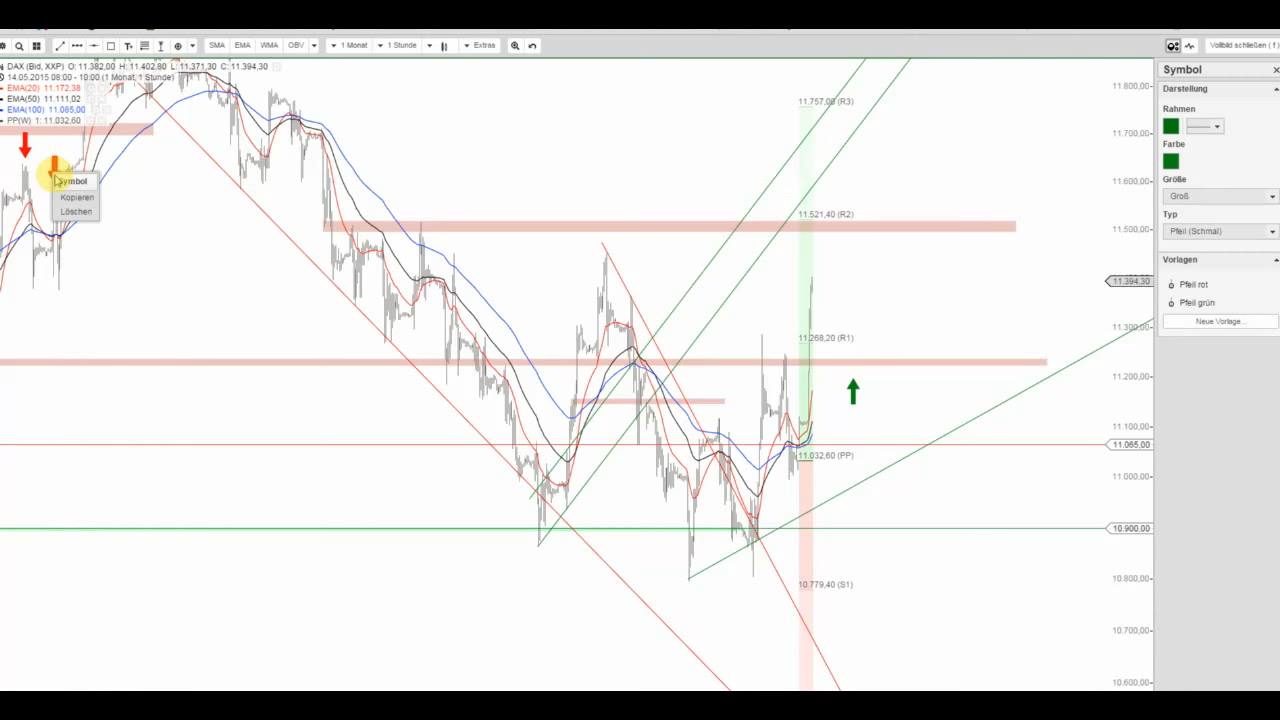 T+ SMA EMA WMA OBV 1 Monat 1 Stunde Extras Vollbild schließen ( f )
DAX (Bid, XXP) O: 11.382,00 H: 11.402,80 L: 11.371,30 C: 11.394,30
14.05.2015 08:00 - 10:00 (1 Monat, 1 Stunde)
EMA(20) 11.172,38
EMA(50) 11.111,02
EMA(100) 11.085,00
PP(W) 1: 11.032,60
Symbol
Kopieren
Löschen
11.757,00 (R3)
11.521,40 (R2)
11.268,20 (R1)
11.032,60 (PP)
10.779,40 (S1)
11.800,00
11.700,00
11.600,00
11.500,00
11.394,30
11.300,00
11.200,00
11.100,00
11.065,00
11.000,00
10.900,00
10.800,00
10.700,00
10.600,00
Symbol
Darstellung
Rahmen
Farbe
Größe
Groß
Typ
Pfeil (Schmal)
Vorlagen
Pfeil rot
Pfeil grün
Neue Vorlage...